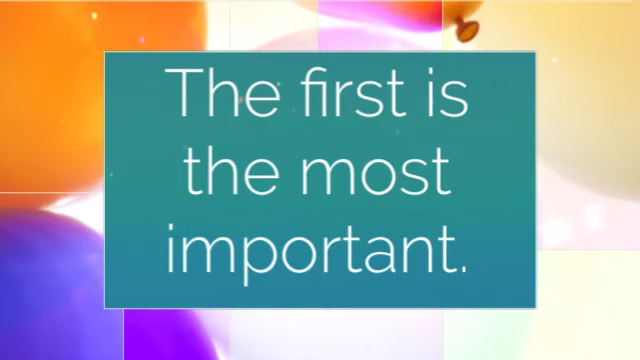 The first is
the most
important.